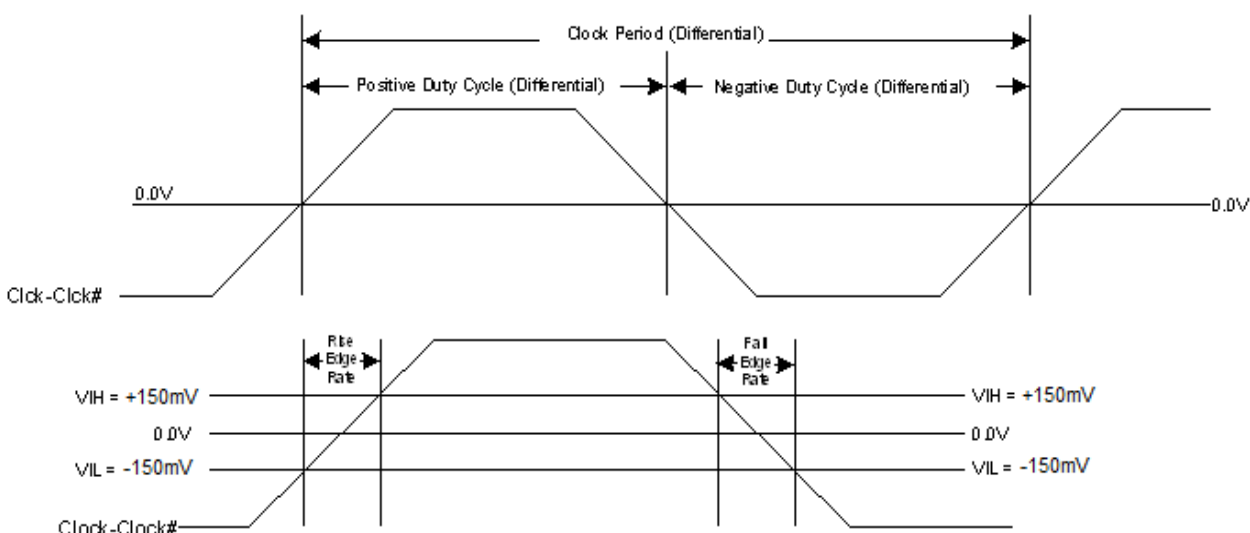 Clock Period (Differential)
Positive Duty Cycle (Differential)
Negative Duty Cycle (Differential)
0.0V
0.0V
Clck-Clck#
Rise
Edge
Rate
Fall
Edge
Rate
VIH = +150mV
VIH = +150mV
0.0V
0.0V
VIL = -150mV
VIL = -150mV
Clock-Clock#